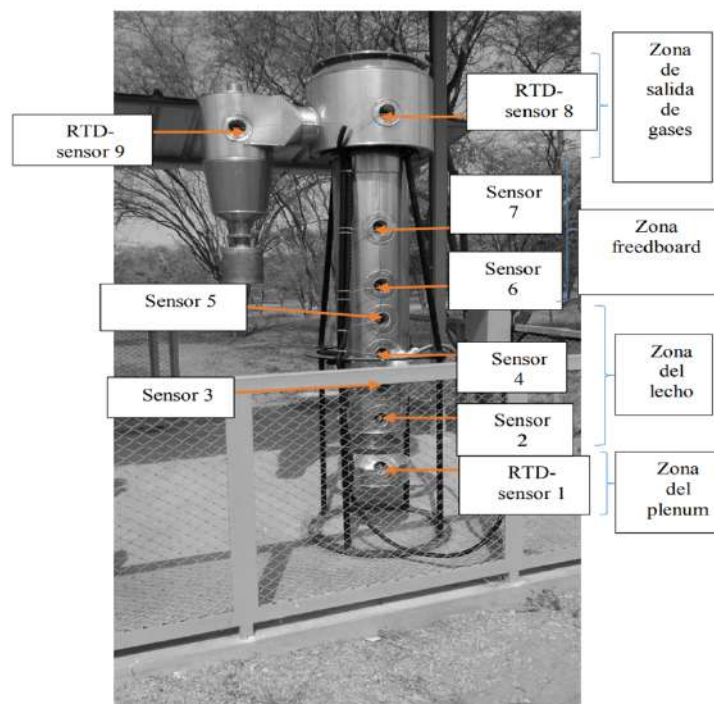 Zona
de
salida
de
gases
RTD-
sensor 8
RTD-
sensor 9
Sensor
7
Zona
freedboard
Sensor
6
Sensor 5
Sensor
4
Zona
del
lecho
Sensor 3
Sensor
2
RTD-
sensor 1
Zona
del
plenum